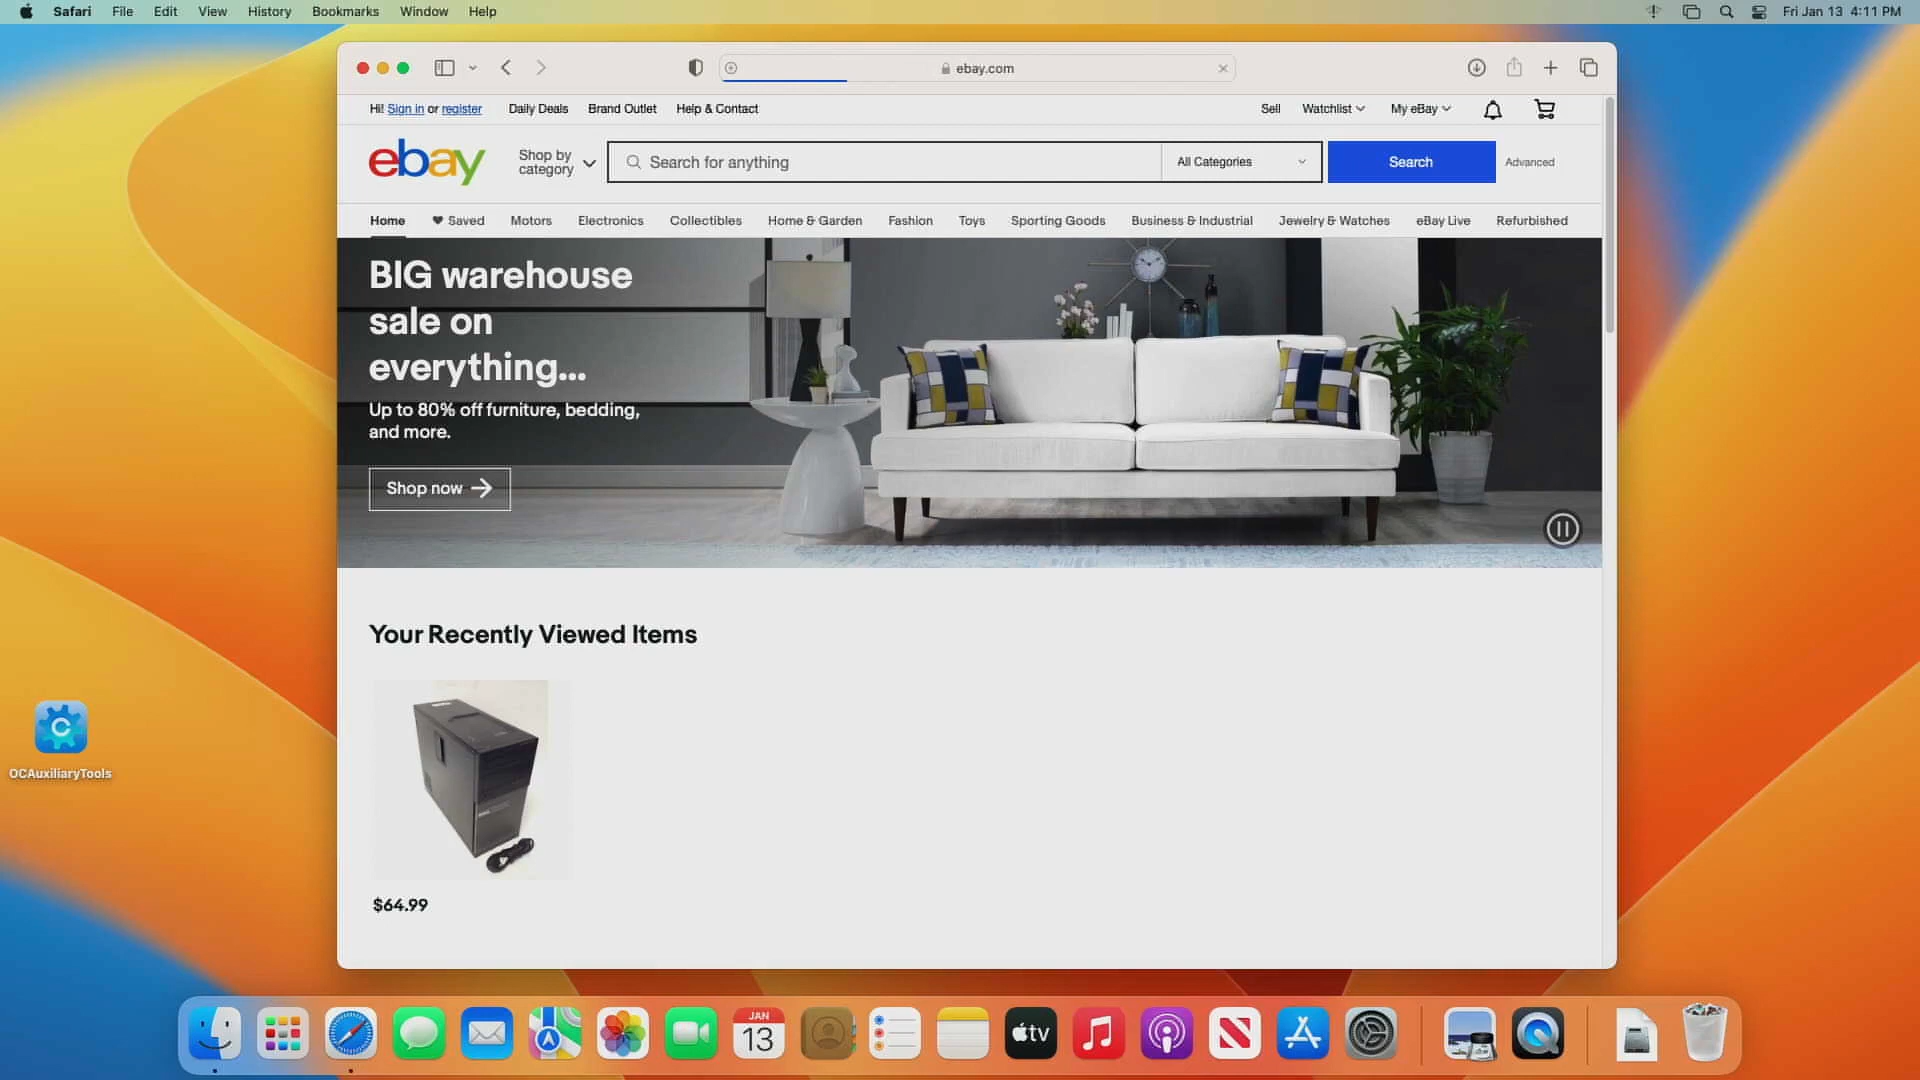 Safari File Edit View History Bookmarks Window Help Fri Jan 13 4:11 PM
ebay.com
Hi! Sign in or register Daily Deals Brand Outlet Help & Contact Sell Watchlist My eBay
ebay
Shop by
category
Search for anything All Categories Search Advanced
Home Saved Motors Electronics Collectibles Home & Garden Fashion Toys Sporting Goods Business & Industrial Jewelry & Watches eBay Live Refurbished
BIG warehouse
sale on
everything...
Up to 80% off furniture, bedding,
and more.
Shop now
Your Recently Viewed Items
$64.99
OCAuxiliaryTools
JAN
13
tv